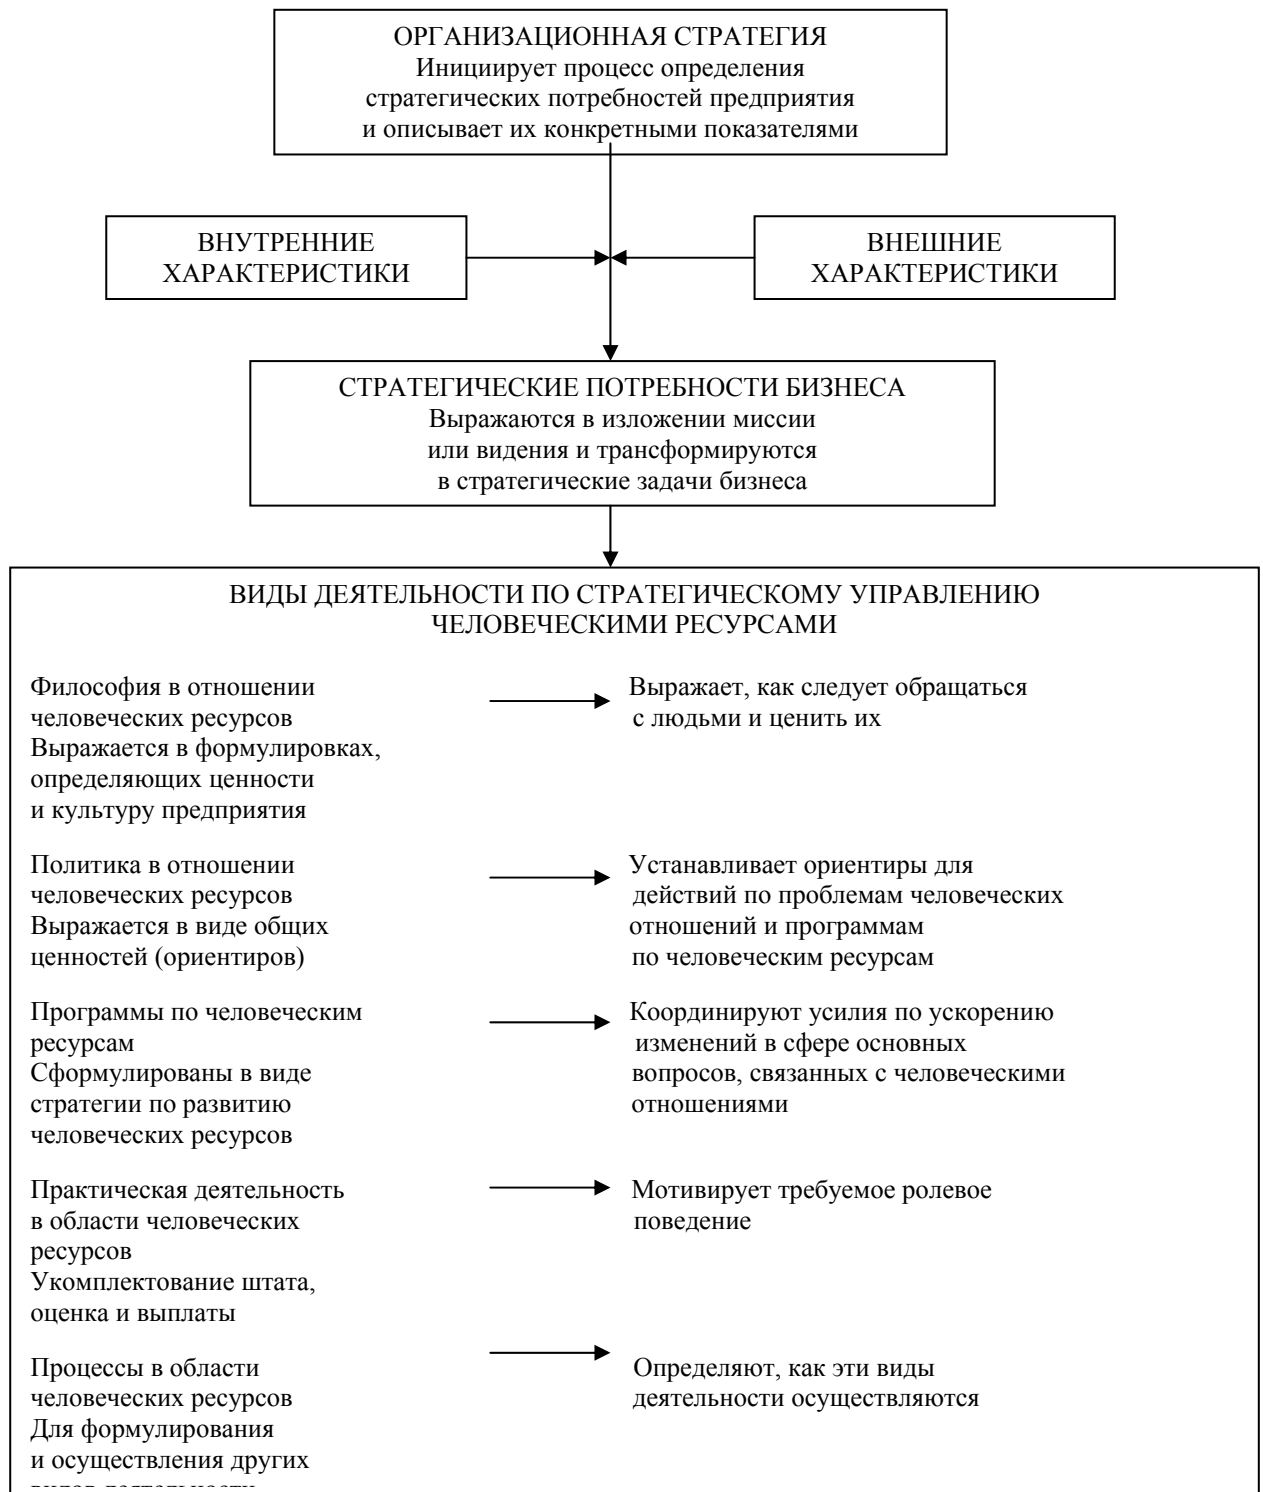 ОРГАНИЗАЦИОННАЯ СТРАТЕГИЯ
Инициирует процесс определения
стратегических потребностей предприятия
и описывает их конкретными показателями
ВНУТРЕННИЕ
ХАРАКТЕРИСТИКИ
ВНЕШНИЕ
ХАРАКТЕРИСТИКИ
СТРАТЕГИЧЕСКИЕ ПОТРЕБНОСТИ БИЗНЕСА
Выражаются в изложении миссии
или видения и трансформируются
в стратегические задачи бизнеса
ВИДЫ ДЕЯТЕЛЬНОСТИ ПО СТРАТЕГИЧЕСКОМУ УПРАВЛЕНИЮ
ЧЕЛОВЕЧЕСКИМИ РЕСУРСАМИ
Философия в отношении
человеческих ресурсов
Выражается в формулировках,
определяющих ценности
и культуру предприятия
Выражает, как следует обращаться
с людьми и ценить их
Политика в отношении
человеческих ресурсов
Выражается в виде общих
ценностей (ориентиров)
Устанавливает ориентиры для
действий по проблемам человеческих
отношений и программам
по человеческим ресурсам
Программы по человеческим
ресурсам
Сформулированы в виде
стратегии по развитию
человеческих ресурсов
Координируют усилия по ускорению
изменений в сфере основных
вопросов, связанных с человеческими
отношениями
Практическая деятельность
в области человеческих
ресурсов
Укомплектование штата,
оценка и выплаты
Мотивирует требуемое ролевое
поведение
Процессы в области
человеческих ресурсов
Для формулирования
и осуществления других
видов деятельности
Определяют, как эти виды
деятельности осуществляются